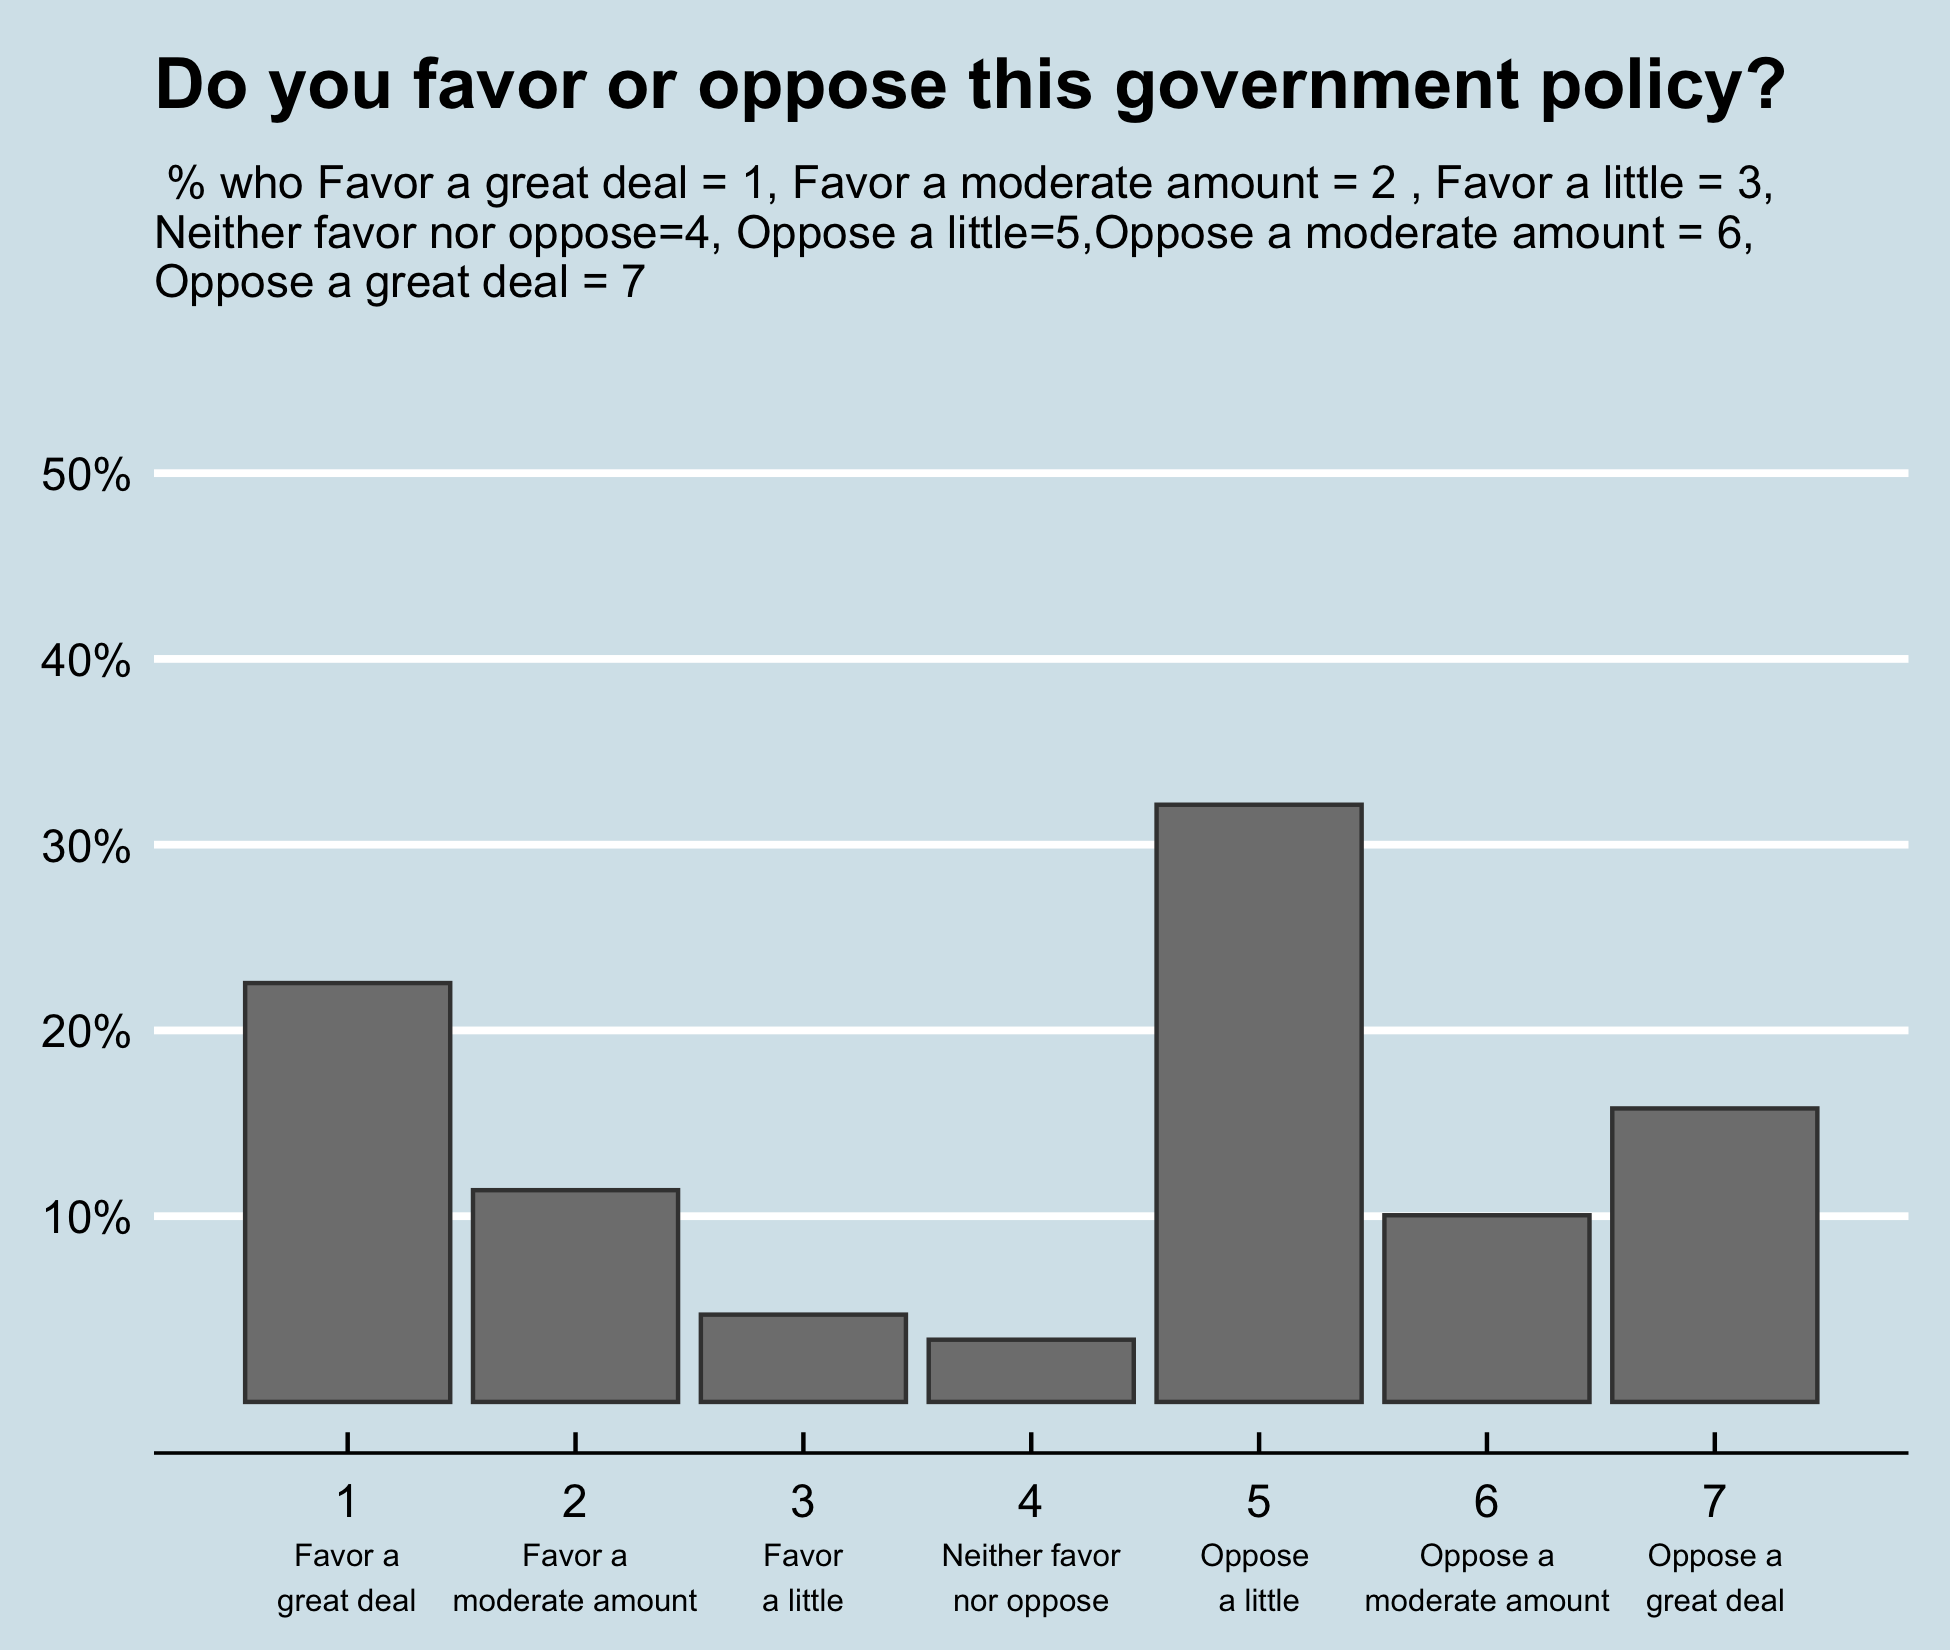 Do you favor or oppose this government policy?
% who Favor a great deal = 1, Favor a moderate amount = 2 , Favor a little = 3,
Neither favor nor oppose=4, Oppose a little=5,Oppose a moderate amount = 6,
Oppose a great deal = 7
50%
40%
30%
20%
10%
1 2 3 4 5 6 7
Favor a Favor a Favor Neither favor Oppose Oppose a Oppose a
great deal moderate amount a little nor oppose a little moderate amount great deal